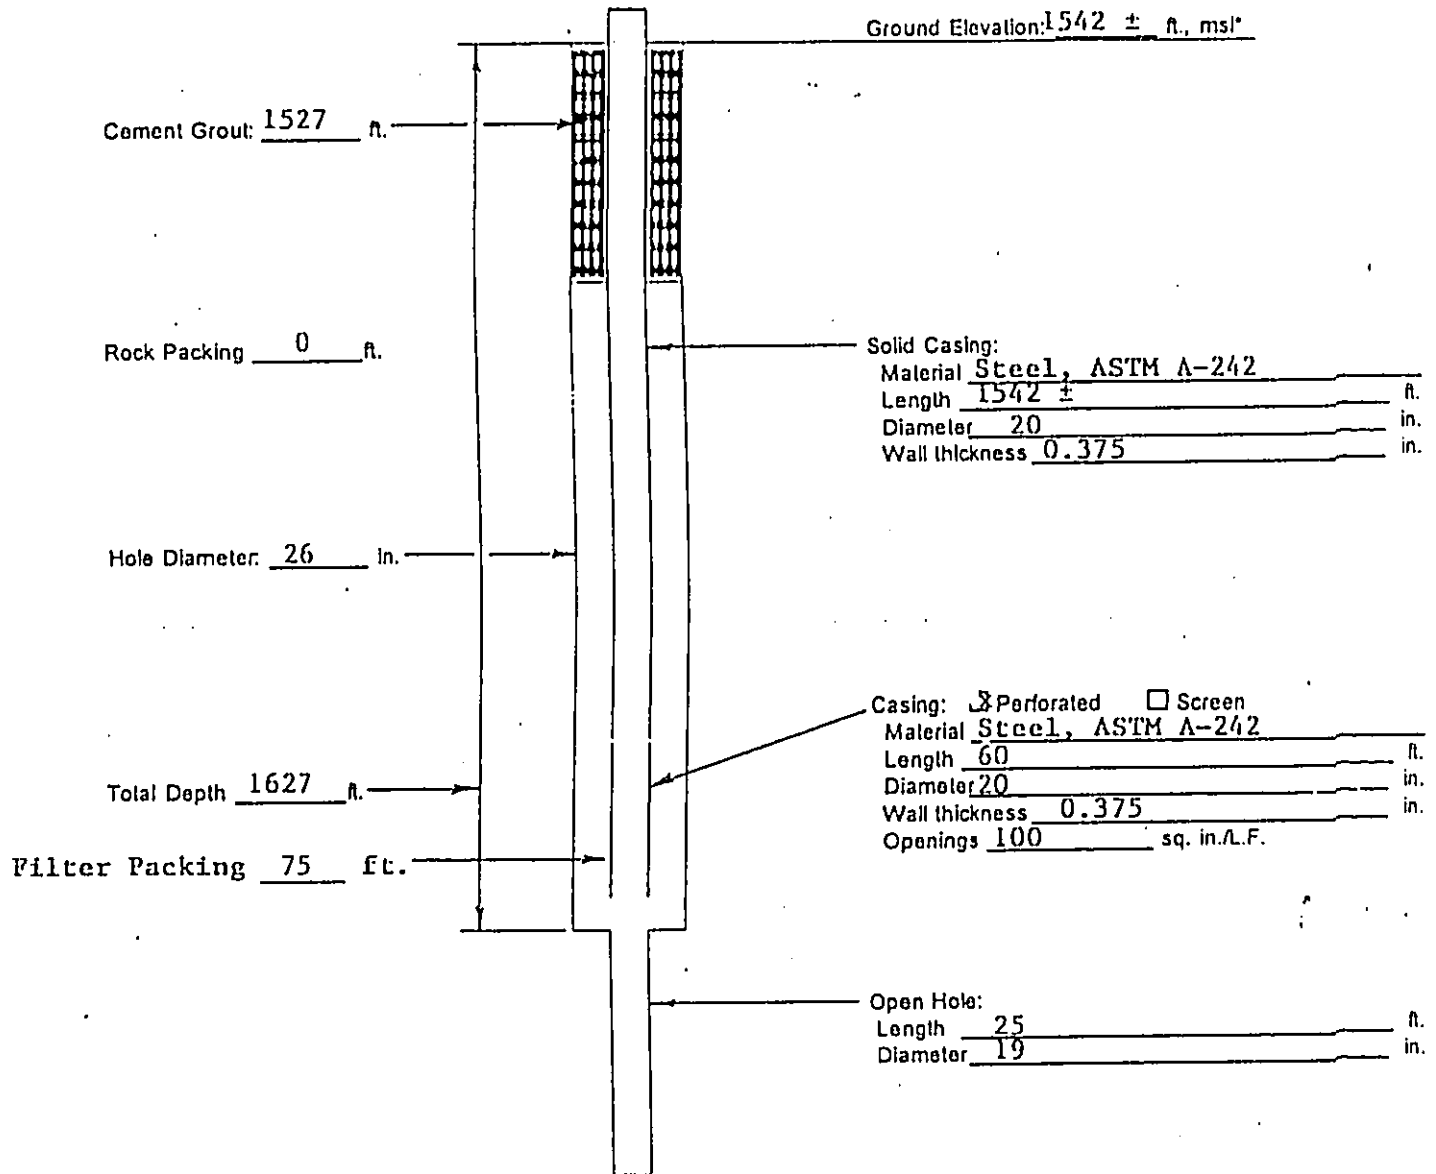 Ground Elevation: 1542 ± ft., msl*
Cement Grout: 1527 ft.
Rock Packing 0 ft.
Solid Casing:
Material Steel, ASTM A-242
Length 1542 ± ft.
Diameter 20 in.
Wall thickness 0.375 in.
Hole Diameter: 26 in.
Casing: ☒ Perforated ☐ Screen
Material Steel, ASTM A-242
Length 60 ft.
Diameter 20 in.
Wall thickness 0.375 in.
Openings 100 sq. in./L.F.
Total Depth 1627 ft.
Filter Packing 75 ft.
Open Hole:
Length 25 ft.
Diameter 19 in.